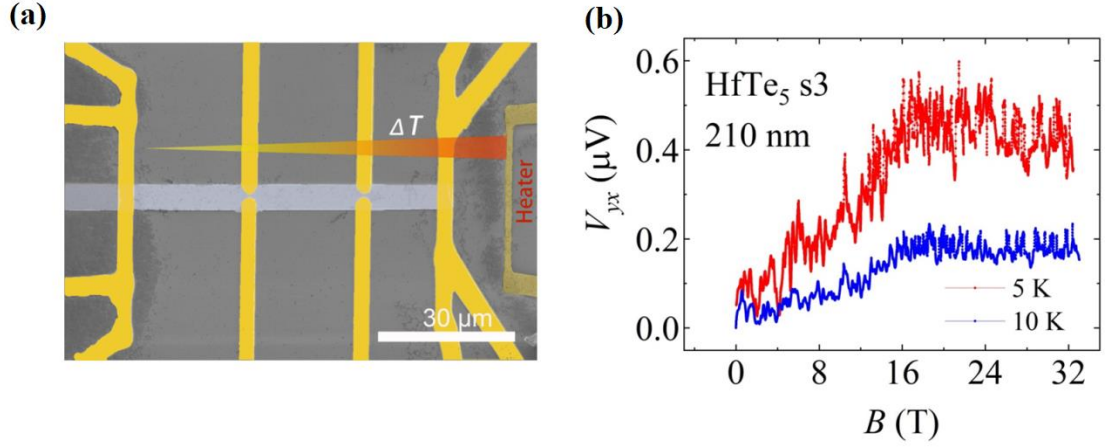 (a)
ΔT
Heater
30 μm
(b)
HfTe₅ s3
210 nm
V_yx (μV)
0.6
0.4
0.2
0.0
5 K
10 K
0 8 16 24 32
B (T)